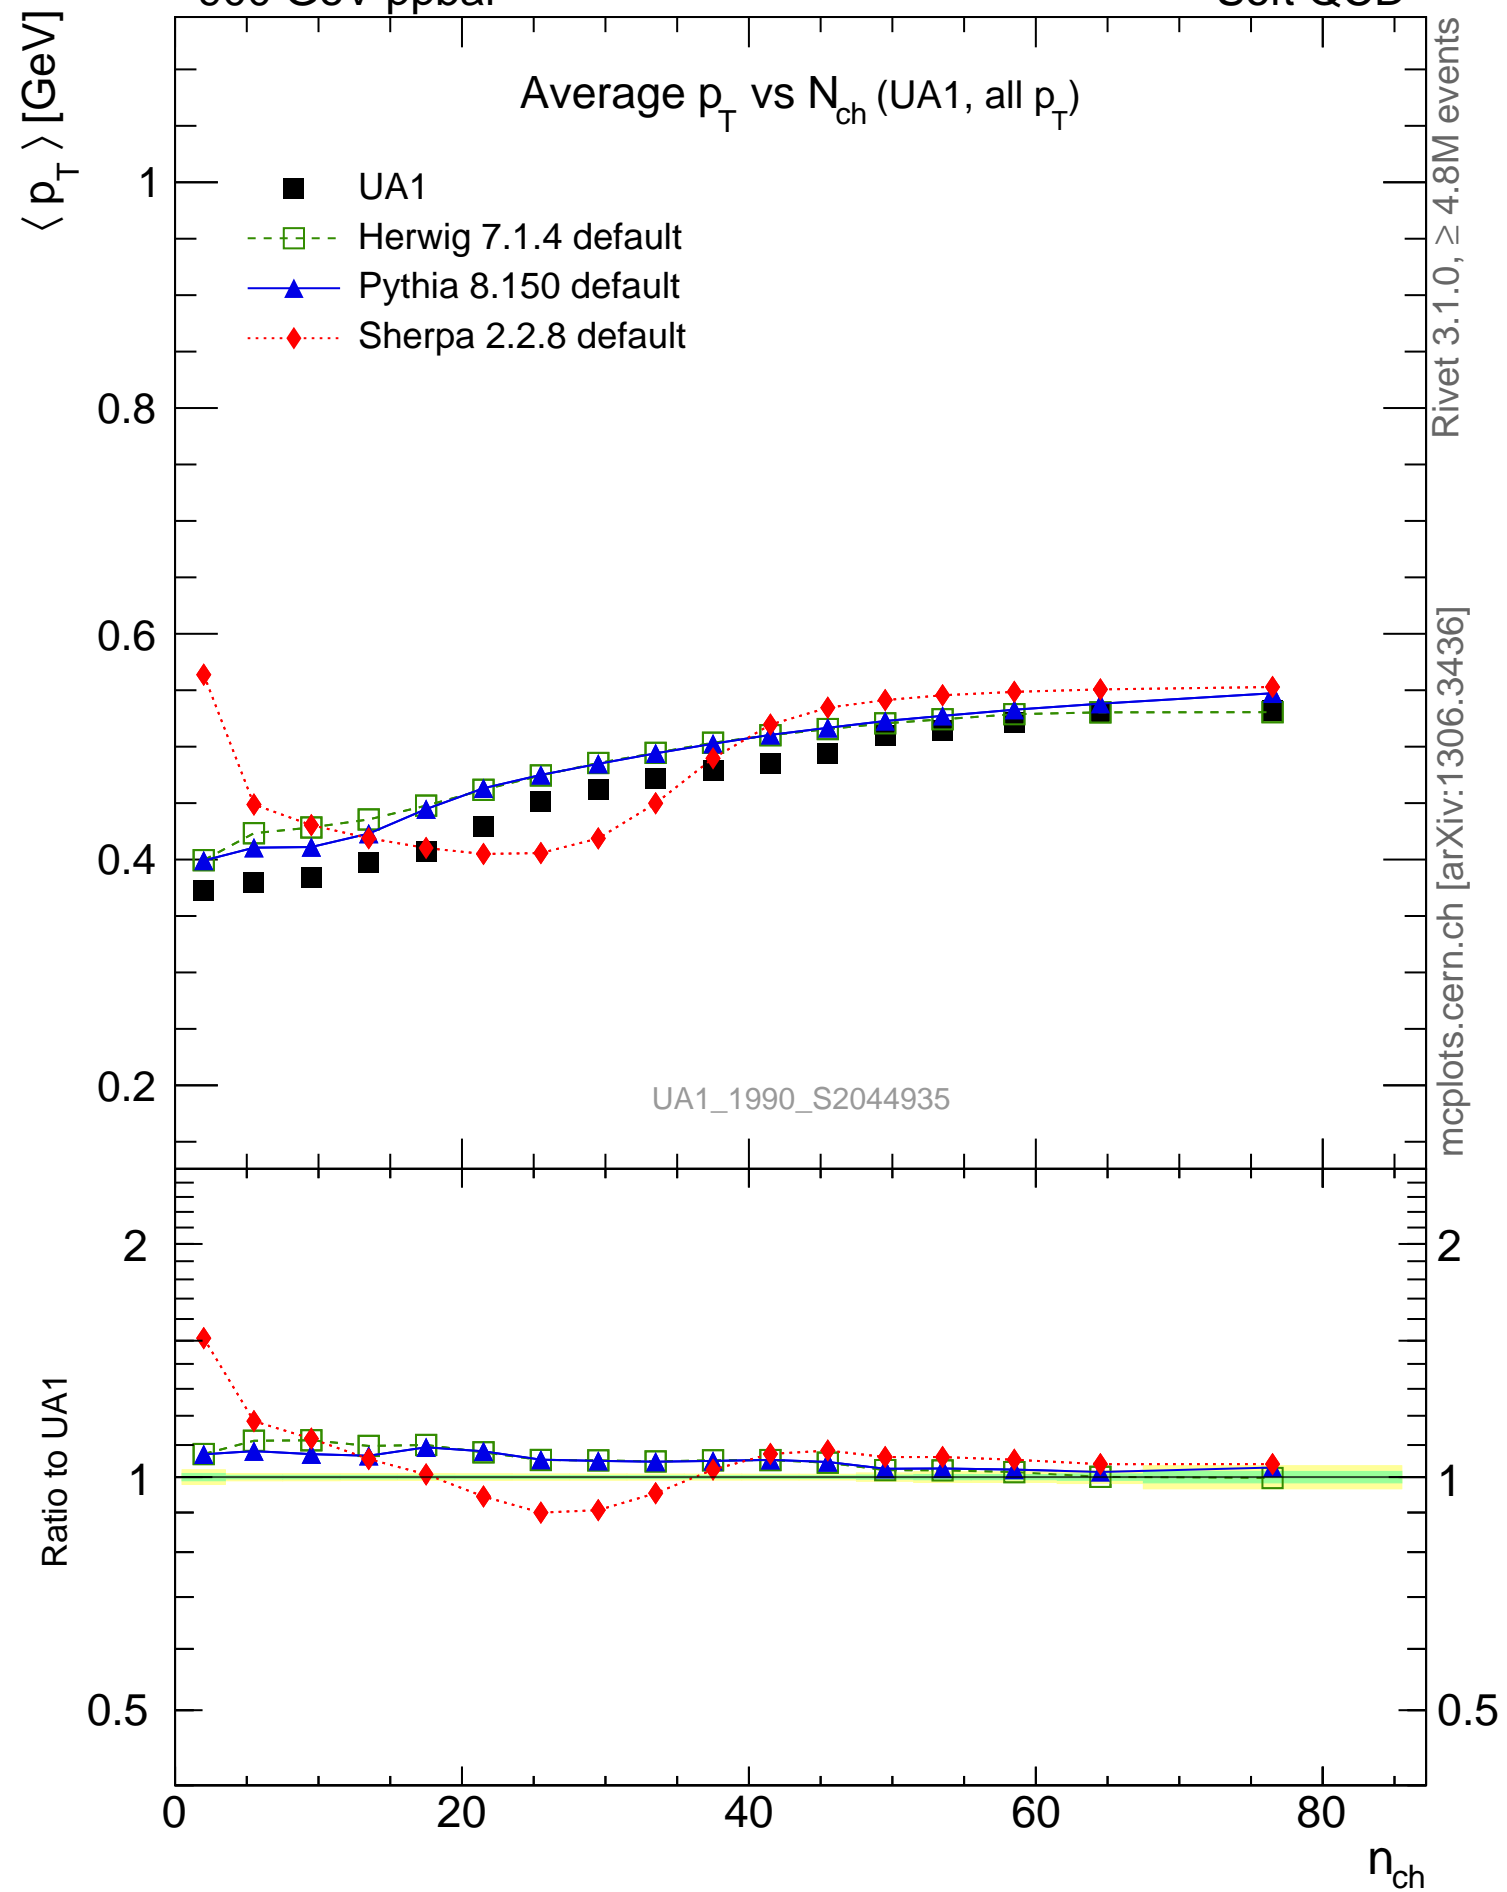 ⟨ p_T ⟩ [GeV]
Average p_T vs N_ch (UA1, all p_T)
UA1
Herwig 7.1.4 default
Pythia 8.150 default
Sherpa 2.2.8 default
1
0.8
0.6
0.4
0.2
UA1_1990_S2044935
Rivet 3.1.0, ≥ 4.8M events
mcplots.cern.ch [arXiv:1306.3436]
Ratio to UA1
2
1
0.5
2
1
0.5
0 20 40 60 80
n_ch